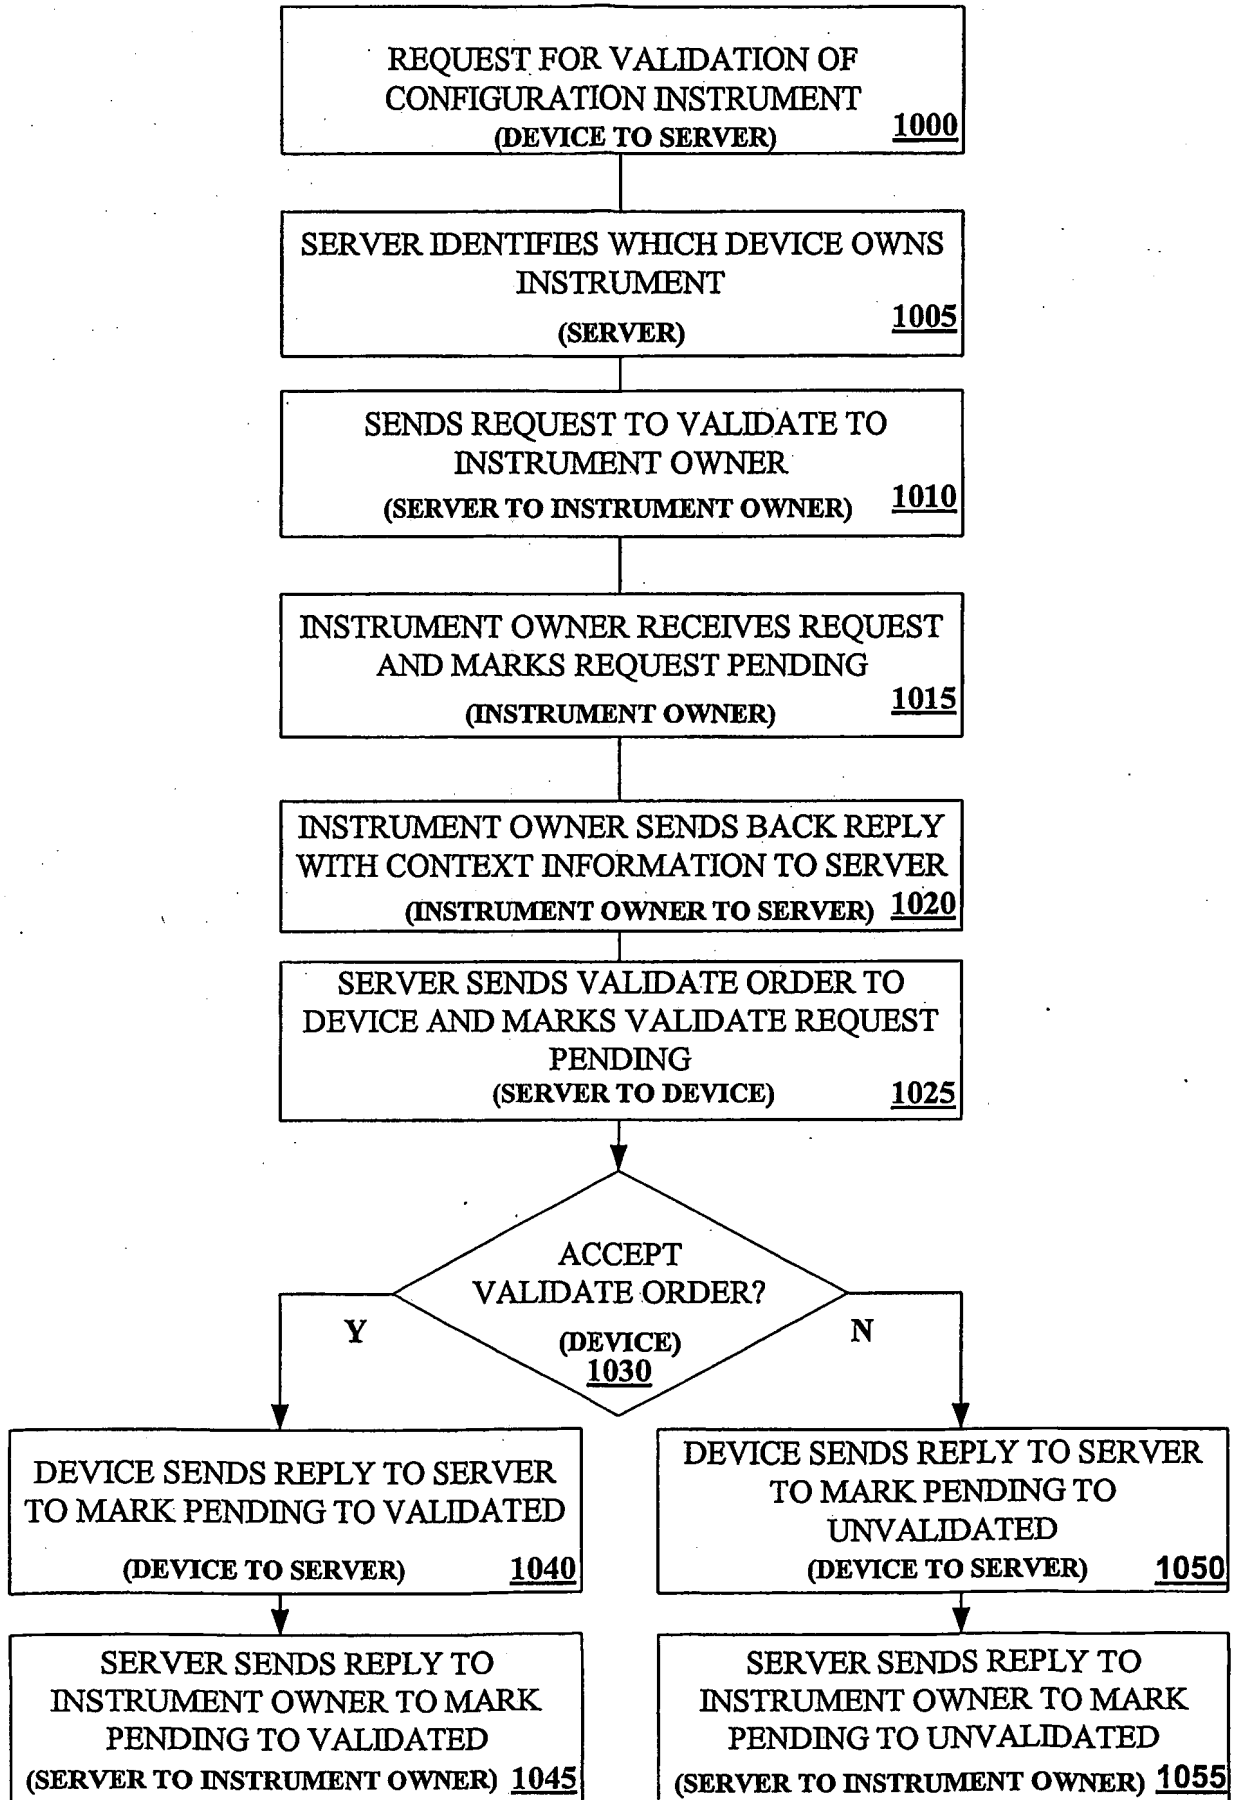 REQUEST FOR VALIDATION OF
CONFIGURATION INSTRUMENT
(DEVICE TO SERVER)
1000
SERVER IDENTIFIES WHICH DEVICE OWNS
INSTRUMENT
(SERVER)
1005
SENDS REQUEST TO VALIDATE TO
INSTRUMENT OWNER
(SERVER TO INSTRUMENT OWNER)
1010
INSTRUMENT OWNER RECEIVES REQUEST
AND MARKS REQUEST PENDING
(INSTRUMENT OWNER)
1015
INSTRUMENT OWNER SENDS BACK REPLY
WITH CONTEXT INFORMATION TO SERVER
(INSTRUMENT OWNER TO SERVER) 1020
SERVER SENDS VALIDATE ORDER TO
DEVICE AND MARKS VALIDATE REQUEST
PENDING
(SERVER TO DEVICE) 1025
ACCEPT
VALIDATE ORDER?
(DEVICE)
1030
Y
N
DEVICE SENDS REPLY TO SERVER
TO MARK PENDING TO VALIDATED
(DEVICE TO SERVER) 1040
DEVICE SENDS REPLY TO SERVER
TO MARK PENDING TO
UNVALIDATED
(DEVICE TO SERVER) 1050
SERVER SENDS REPLY TO
INSTRUMENT OWNER TO MARK
PENDING TO VALIDATED
(SERVER TO INSTRUMENT OWNER) 1045
SERVER SENDS REPLY TO
INSTRUMENT OWNER TO MARK
PENDING TO UNVALIDATED
(SERVER TO INSTRUMENT OWNER) 1055